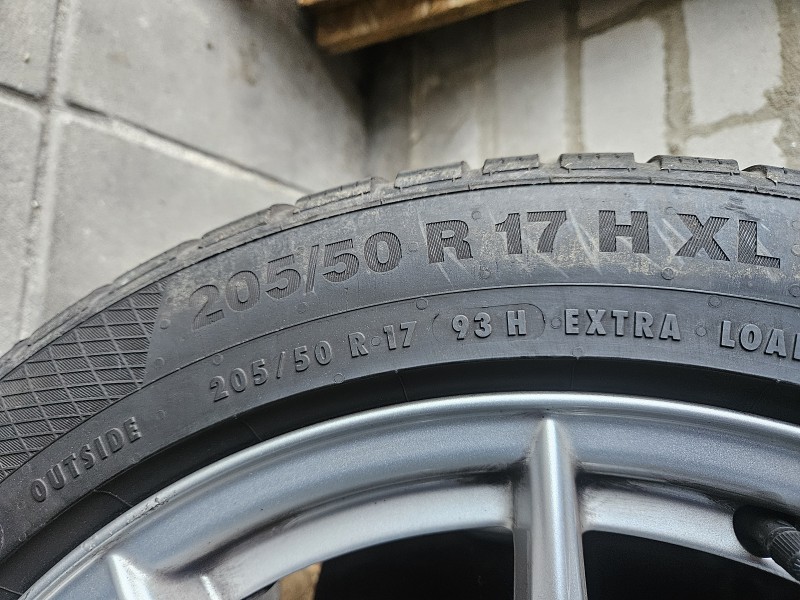 205/50 R 17 H XL
205/50 R 17 93 H EXTRA LOA
OUTSIDE